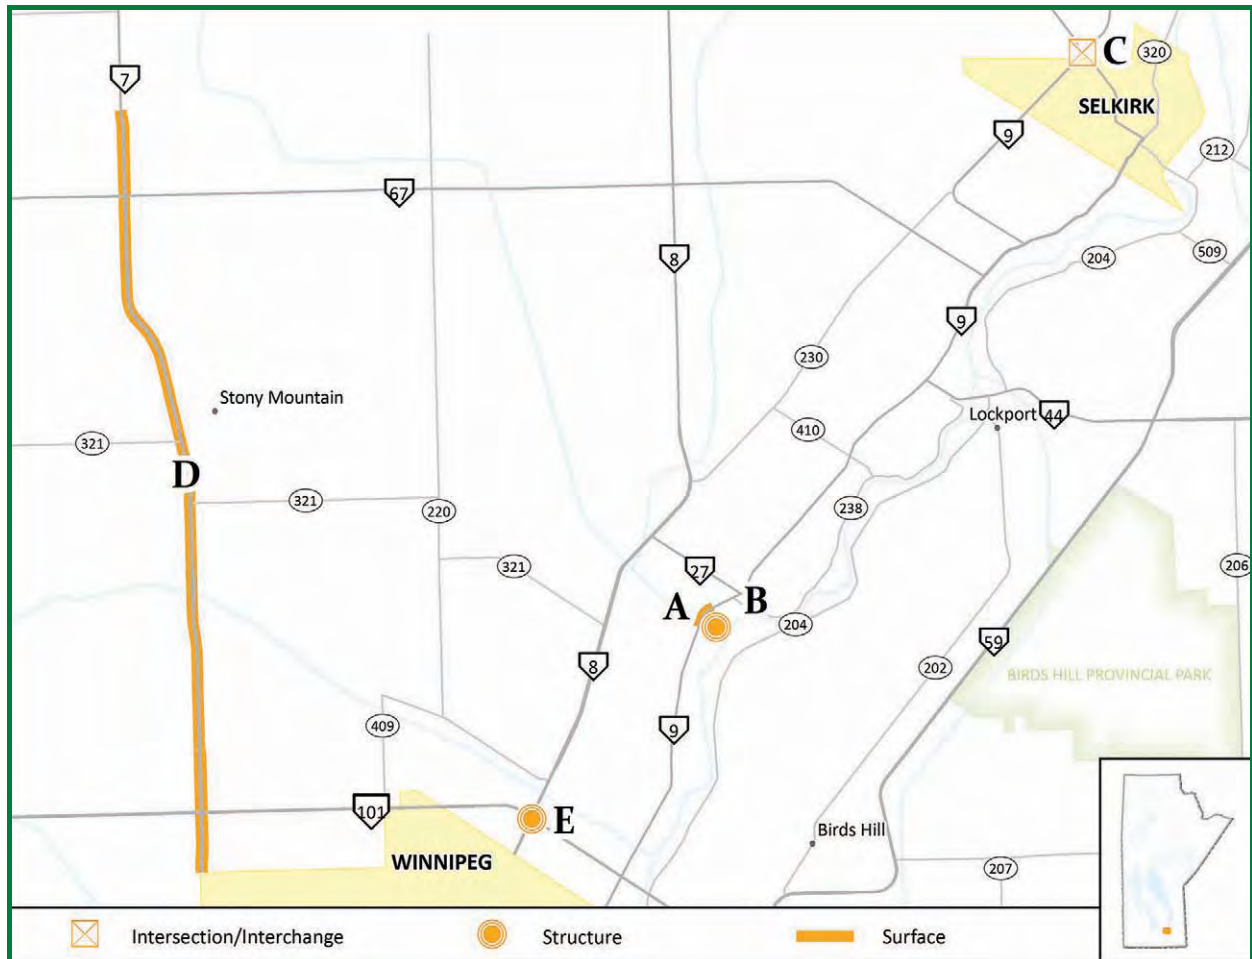 C
320
7
SELKIRK
9
212
67
8
204
509
9
230
Stony Mountain
Lockport
44
410
321
D
321
220
238
321
27
206
A
B
204
59
8
202
BIRDS HILL PROVINCIAL PARK
409
9
101
E
Birds Hill
WINNIPEG
207
Intersection/Interchange
Structure
Surface